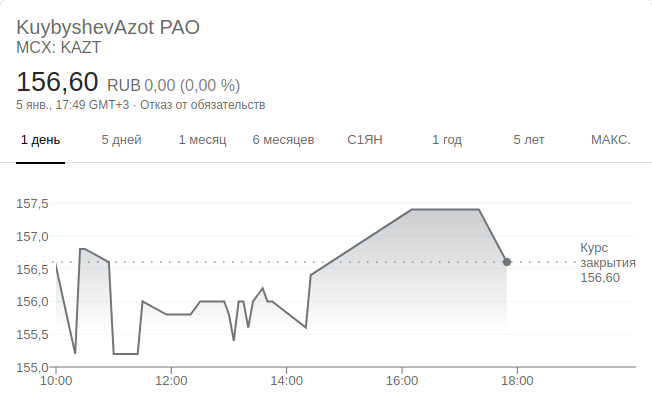 KuybyshevAzot PAO
MCX: KAZT
156,60 RUB 0,00 (0,00 %)
5 янв., 17:49 GMT+3 · Отказ от обязательств
1 день 5 дней 1 месяц 6 месяцев С1ЯН 1 год 5 лет МАКС.
157,5
157,0
156,5
156,0
155,5
155,0
Курс
закрытия
156,60
10:00 12:00 14:00 16:00 18:00